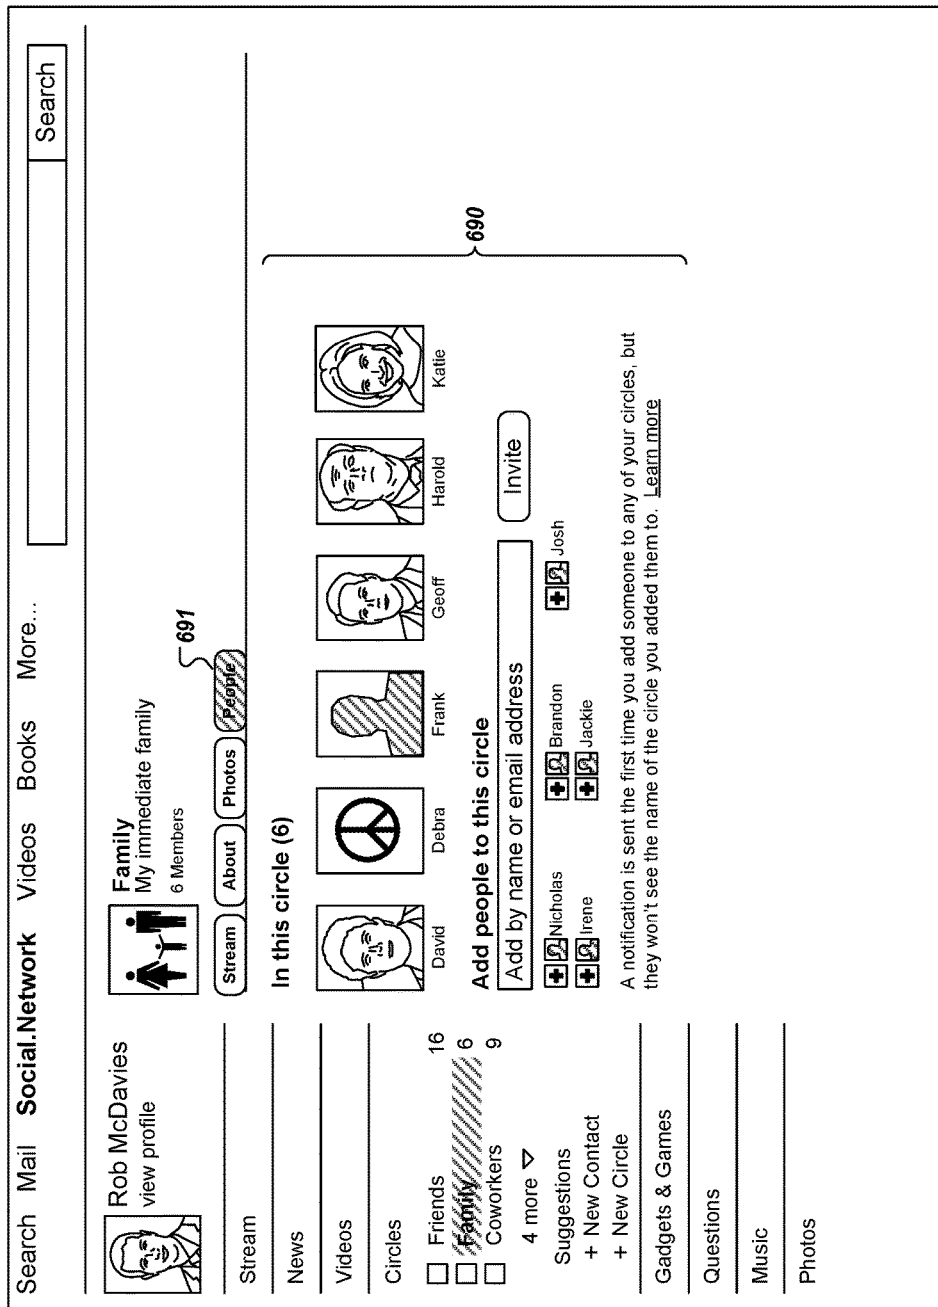 Search Mail Social.Network Videos Books More...
Search
Rob McDavies
view profile
Stream
News
Videos
Circles
Friends 16
Family 6
Coworkers 9
4 more
Suggestions
+ New Contact
+ New Circle
Gadgets & Games
Questions
Music
Photos
Family
My immediate family
6 Members
Stream About Photos People
691
In this circle (6)
David Debra Frank Geoff Harold Katie
690
Add people to this circle
Add by name or email address Invite
Nicholas Brandon Josh
Irene Jackie
A notification is sent the first time you add someone to any of your circles, but
they won't see the name of the circle you added them to. Learn more